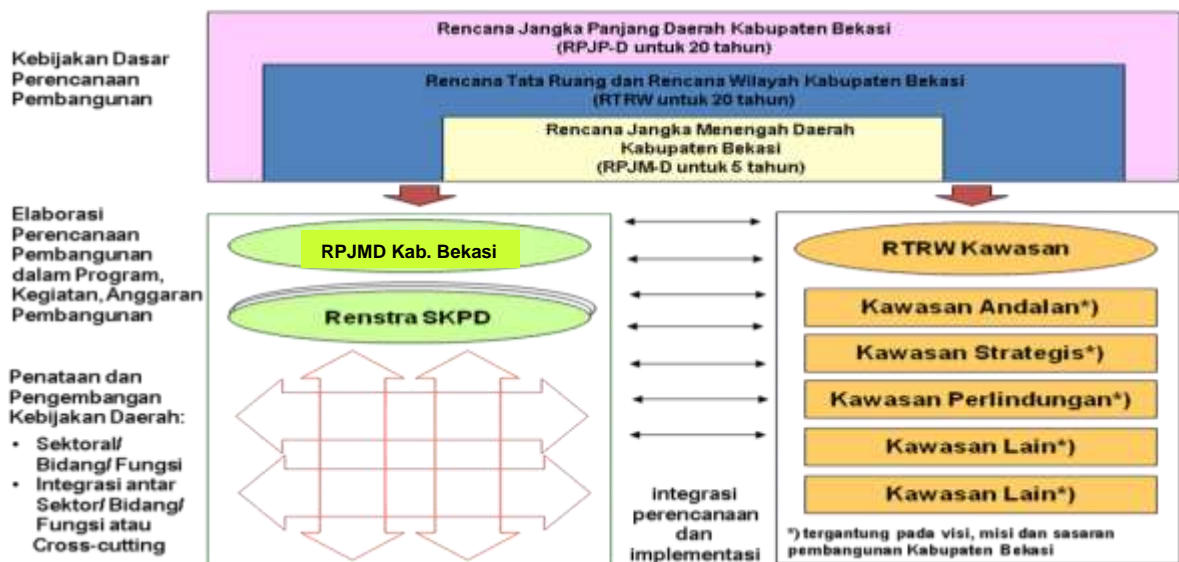 Rencana Jangka Panjang Daerah Kabupaten Bekasi
(RPJP-D untuk 20 tahun)
Kebijakan Dasar
Perencanaan
Pembangunan
Rencana Tata Ruang dan Rencana Wilayah Kabupaten Bekasi
(RTRW untuk 20 tahun)
Rencana Jangka Menengah Daerah
Kabupaten Bekasi
(RPJM-D untuk 5 tahun)
Elaborasi
Perencanaan
Pembangunan
dalam Program,
Kegiatan, Anggaran
Pembangunan
RPJMD Kab. Bekasi
Renstra SKPD
RTRW Kawasan
Kawasan Andalan*)
Kawasan Strategis*)
Kawasan Perlindungan*)
Kawasan Lain*)
Kawasan Lain*)
Penataan dan
Pengembangan
Kebijakan Daerah:
• Sektoral/
Bidang/ Fungsi
• Integrasi antar
Sektor/ Bidang/
Fungsi atau
Cross-cutting
integrasi
perencanaan
dan
implementasi
*) tergantung pada visi, misi dan sasaran
pembangunan Kabupaten Bekasi